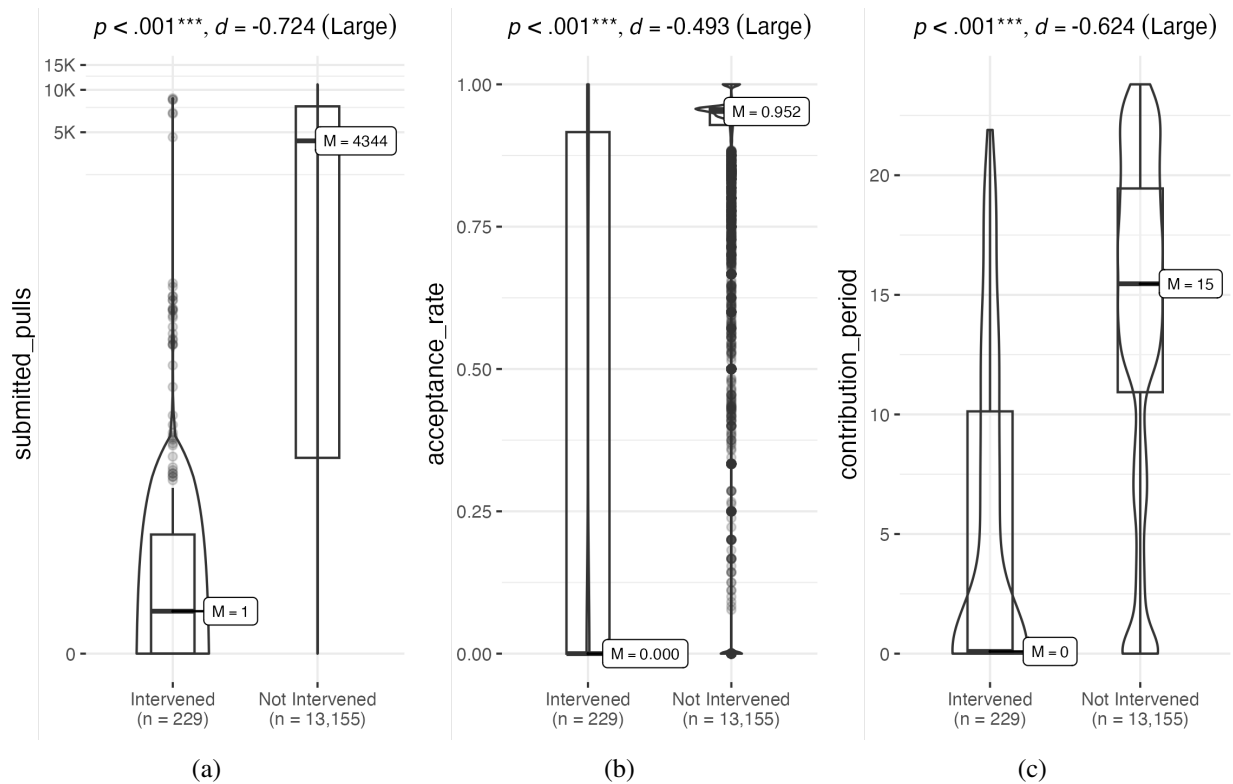 p < .001***, d = -0.724 (Large)
submitted_pulls
15K
10K
5K
0
M = 4344
M = 1
Intervened
(n = 229)
Not Intervened
(n = 13,155)
(a)
p < .001***, d = -0.493 (Large)
acceptance_rate
1.00
0.75
0.50
0.25
0.00
M = 0.952
M = 0.000
Intervened
(n = 229)
Not Intervened
(n = 13,155)
(b)
p < .001***, d = -0.624 (Large)
contribution_period
20
15
10
5
0
M = 15
M = 0
Intervened
(n = 229)
Not Intervened
(n = 13,155)
(c)